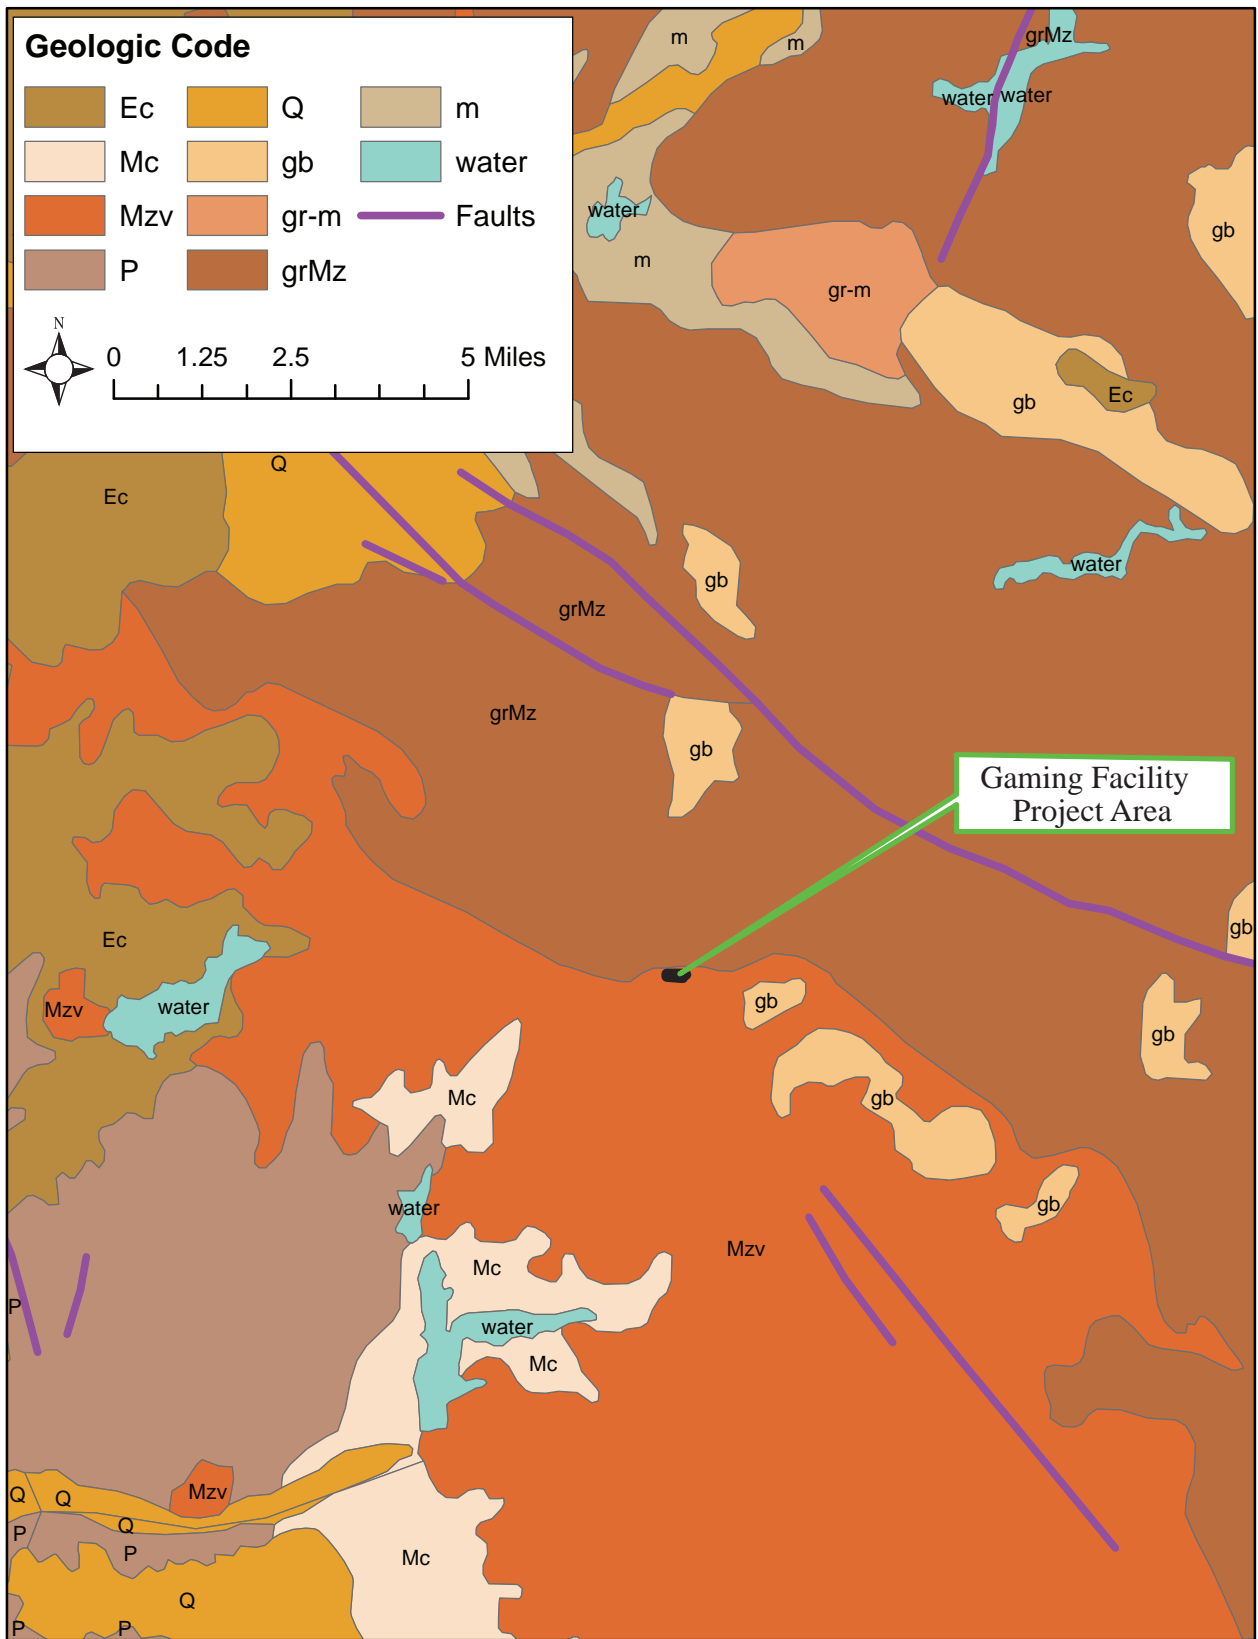 Geologic Code
Ec
Q
m
Mc
gb
water
Mzv
gr-m
Faults
P
grMz
N
0 1.25 2.5 5 Miles
m
m
grMz
water
water
water
gb
m
gr-m
gb
Ec
Q
Ec
water
gb
grMz
grMz
gb
Gaming Facility
Project Area
gb
Ec
Mzv
water
gb
gb
Mc
gb
water
gb
Mzv
Mc
P
water
Mc
Mzv
Q
Q
Q
P
P
Mc
Q
P
P